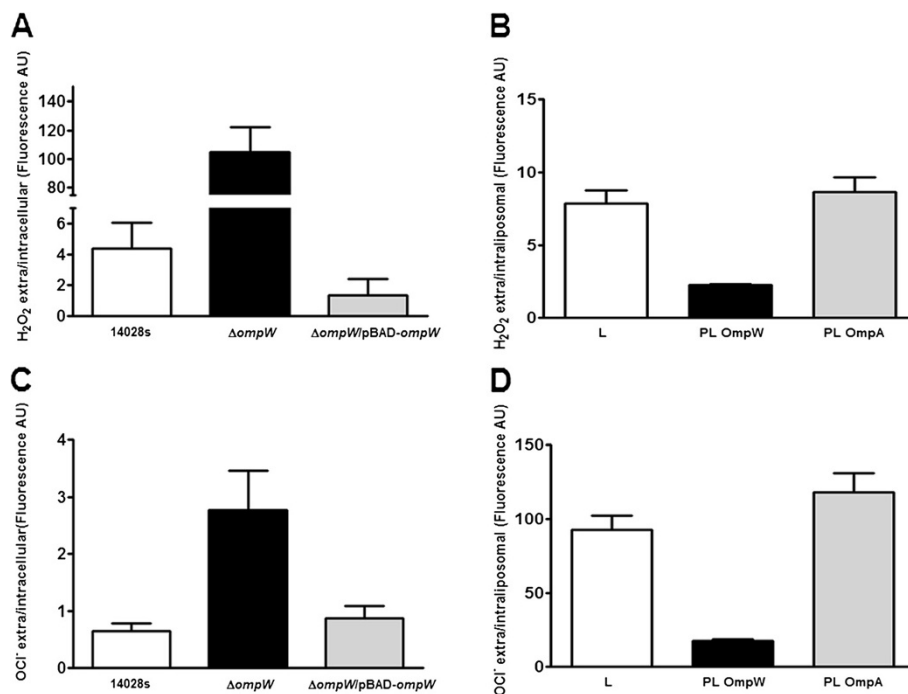 A
H₂O₂ extra/intracellular (Fluorescence AU)
140
120
100
80
6
4
2
0
14028s
ΔompW
ΔompW/pBAD-ompW
B
H₂O₂ extra/intraliposomal (Fluorescence AU)
15
10
5
0
L
PL OmpW
PL OmpA
C
OCl⁻ extra/intracellular(Fluorescence AU)
4
3
2
1
0
14028s
ΔompW
ΔompW/pBAD-ompW
D
OCl⁻ extra/intraliposomal (Fluorescence AU)
150
100
50
0
L
PL OmpW
PL OmpA